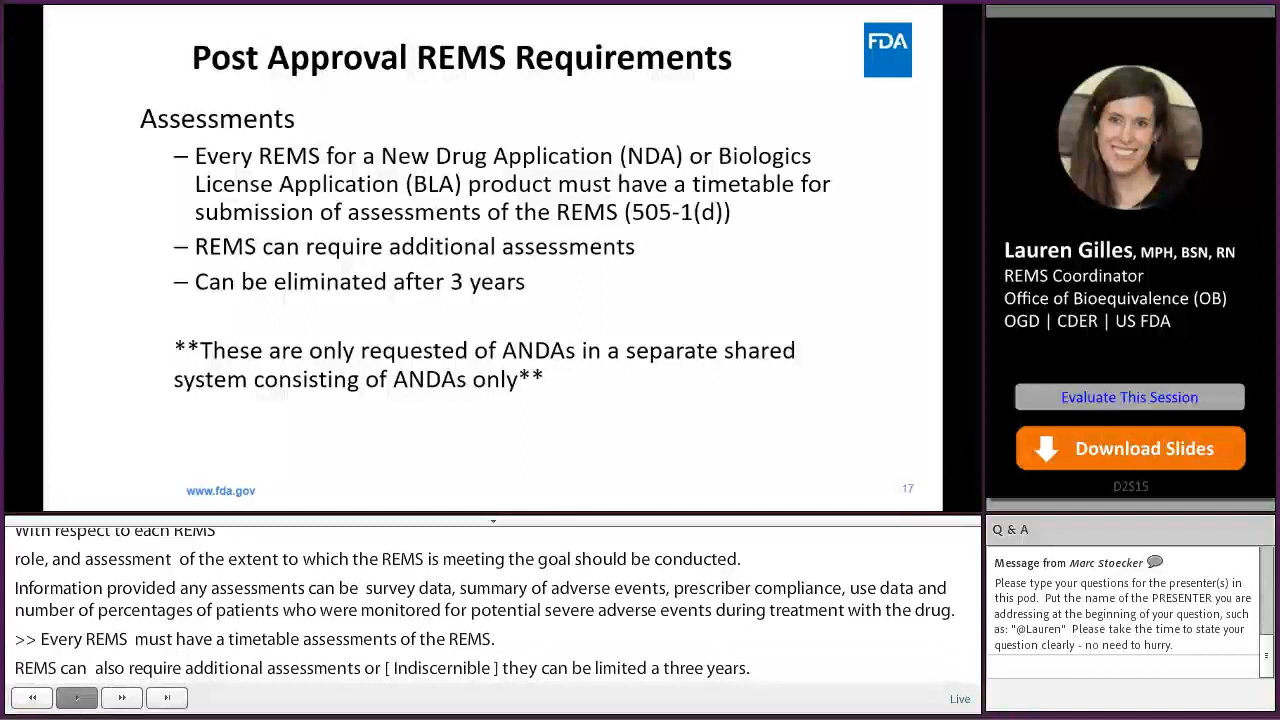 Post Approval REMS Requirements
FDA
Assessments
– Every REMS for a New Drug Application (NDA) or Biologics
License Application (BLA) product must have a timetable for
submission of assessments of the REMS (505-1(d))
– REMS can require additional assessments
– Can be eliminated after 3 years
**These are only requested of ANDAs in a separate shared
system consisting of ANDAs only**
www.fda.gov
17
Lauren Gilles, MPH, BSN, RN
REMS Coordinator
Office of Bioequivalence (OB)
OGD | CDER | US FDA
Evaluate This Session
Download Slides
D2S15
With respect to each REMS
role, and assessment of the extent to which the REMS is meeting the goal should be conducted.
Information provided any assessments can be survey data, summary of adverse events, prescriber compliance, use data and
number of percentages of patients who were monitored for potential severe adverse events during treatment with the drug.
>> Every REMS must have a timetable assessments of the REMS.
REMS can also require additional assessments or [ Indiscernible ] they can be limited a three years.
Live
Q & A
Message from Marc Stoecker
Please type your questions for the presenter(s) in
this pod. Put the name of the PRESENTER you are
addressing at the beginning of your question, such
as: "@Lauren" Please take the time to state your
question clearly - no need to hurry.